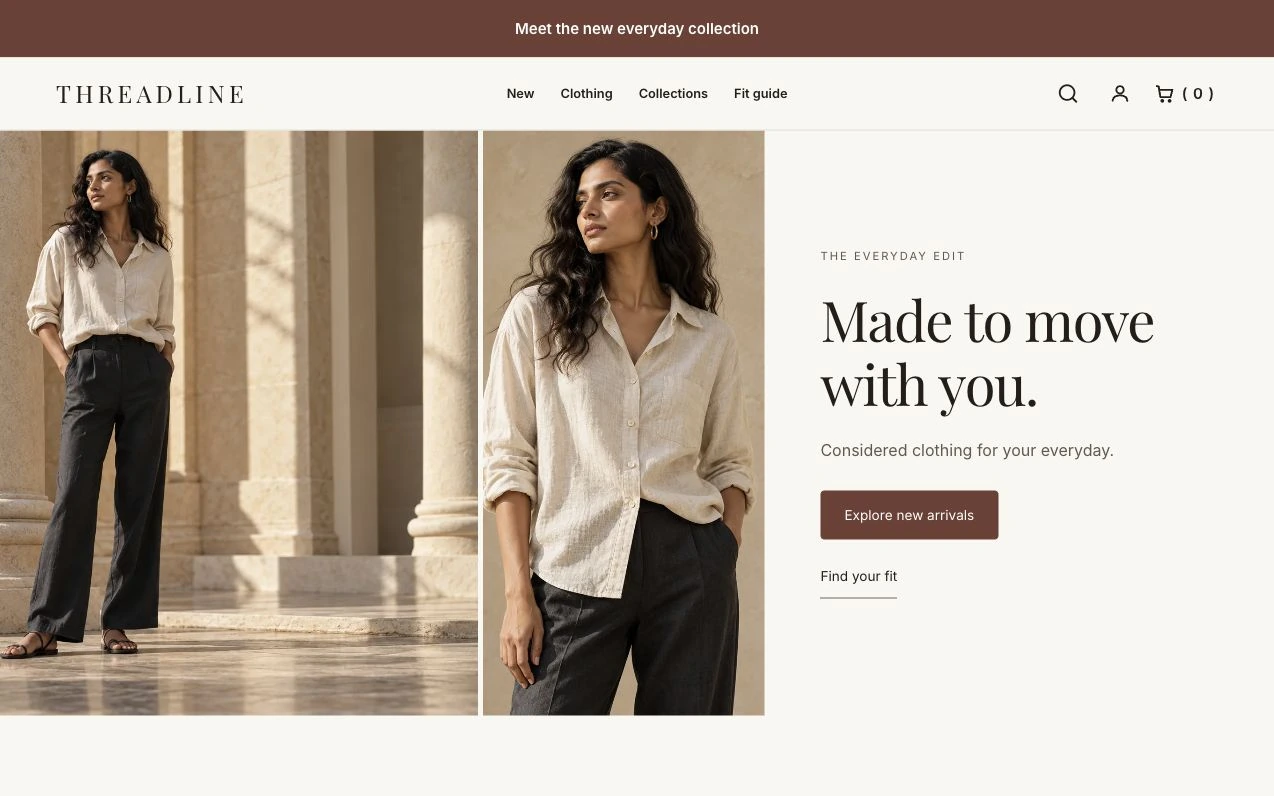 Meet the new everyday collection
THREADLINE
New Clothing Collections Fit guide
( 0 )
THE EVERYDAY EDIT
Made to move
with you.
Considered clothing for your everyday.
Explore new arrivals
Find your fit